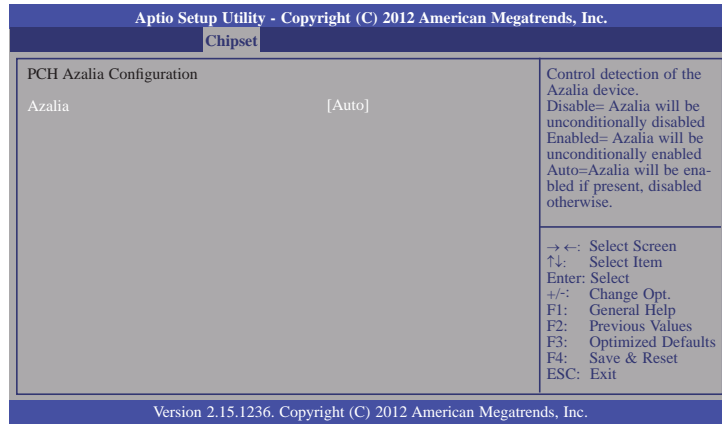 Aptio Setup Utility - Copyright (C) 2012 American Megatrends, Inc.
Chipset
PCH Azalia Configuration
Azalia [Auto]
Control detection of the
Azalia device.
Disable= Azalia will be
unconditionally disabled
Enabled= Azalia will be
unconditionally enabled
Auto=Azalia will be ena-
bled if present, disabled
otherwise.
→←: Select Screen
↑↓: Select Item
Enter: Select
+/-: Change Opt.
F1: General Help
F2: Previous Values
F3: Optimized Defaults
F4: Save & Reset
ESC: Exit
Version 2.15.1236. Copyright (C) 2012 American Megatrends, Inc.